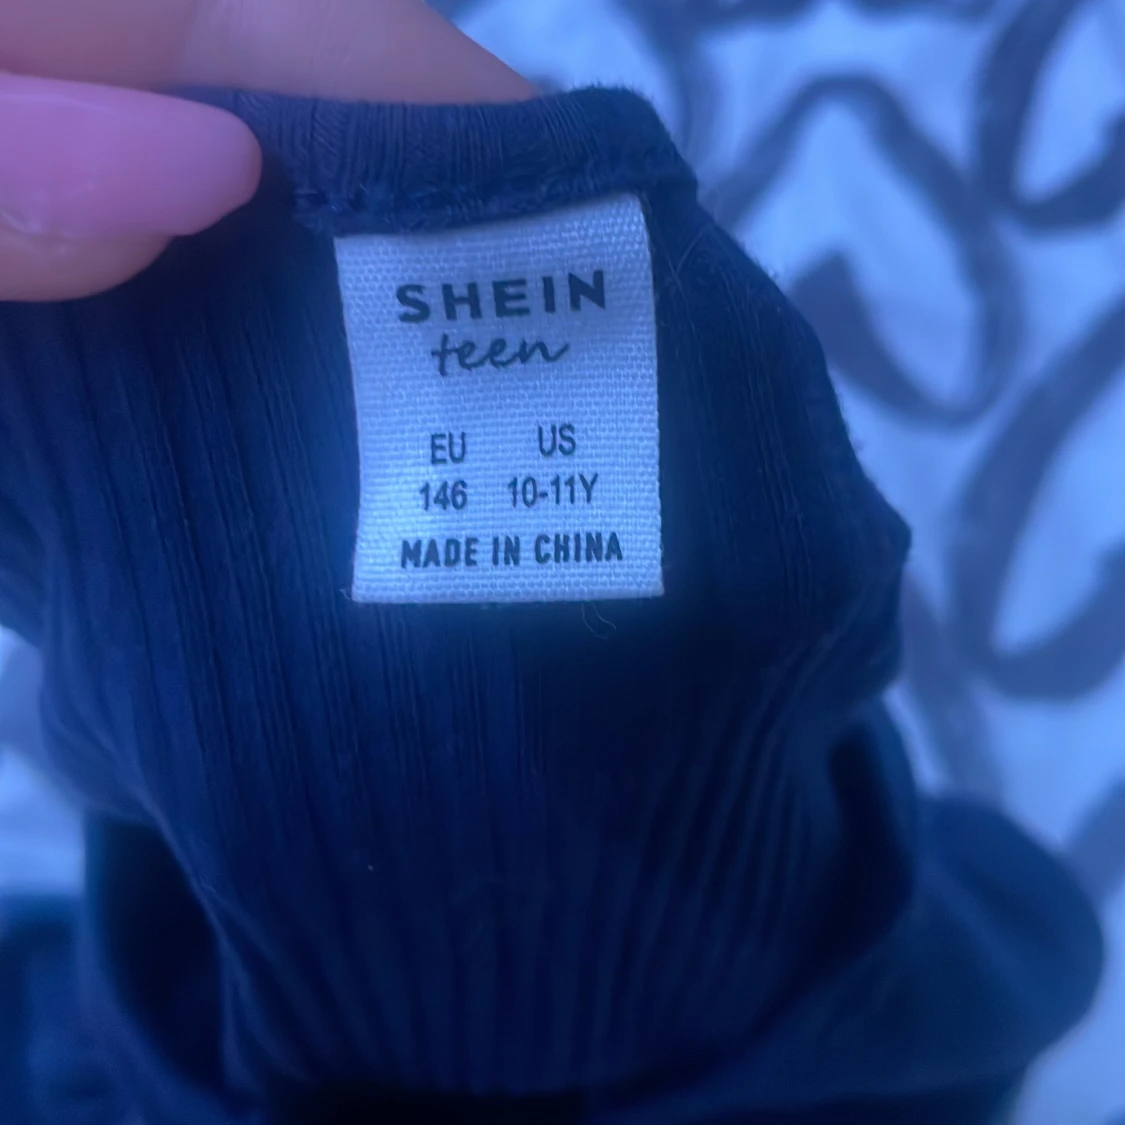 SHEIN
teen
EU US
146 10-11Y
MADE IN CHINA